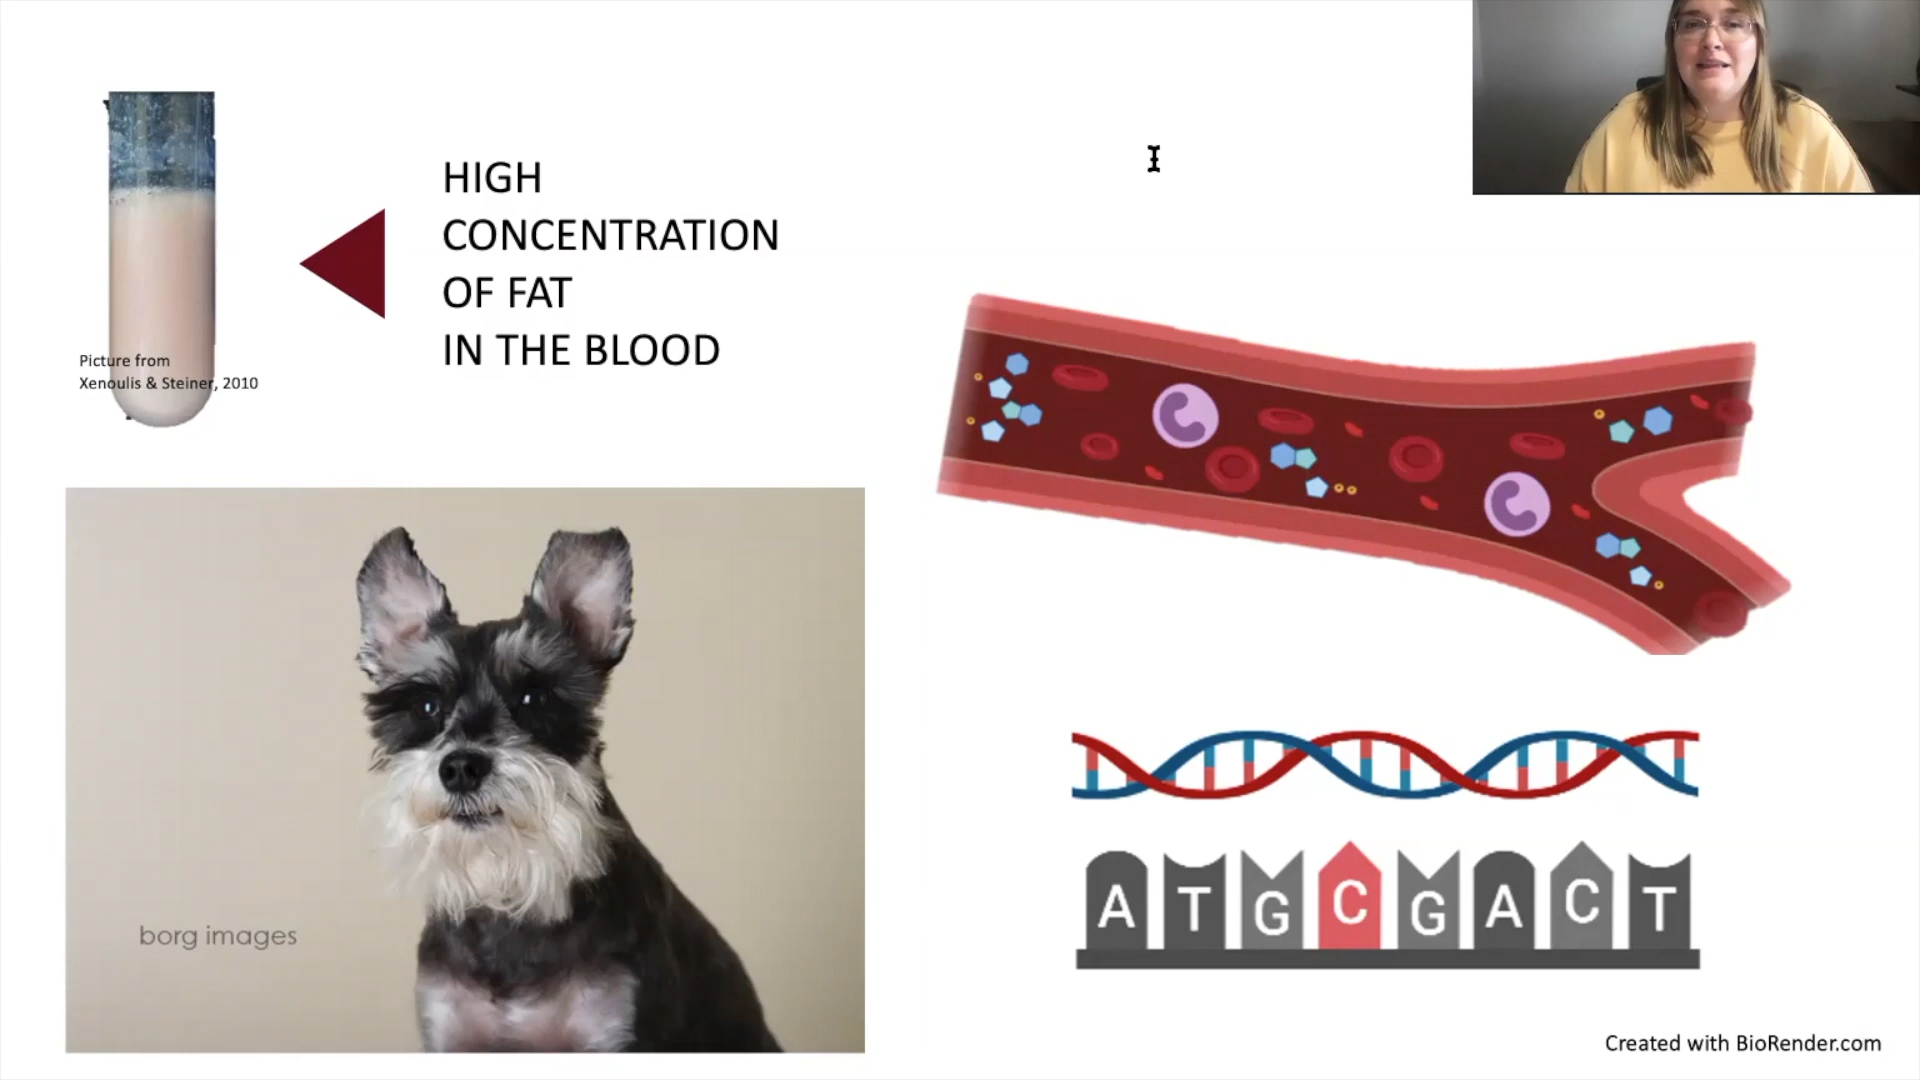 HIGH
CONCENTRATION
OF FAT
IN THE BLOOD
Picture from
Xenoulis & Steiner, 2010
borg images
A T G C G A C T
Created with BioRender.com